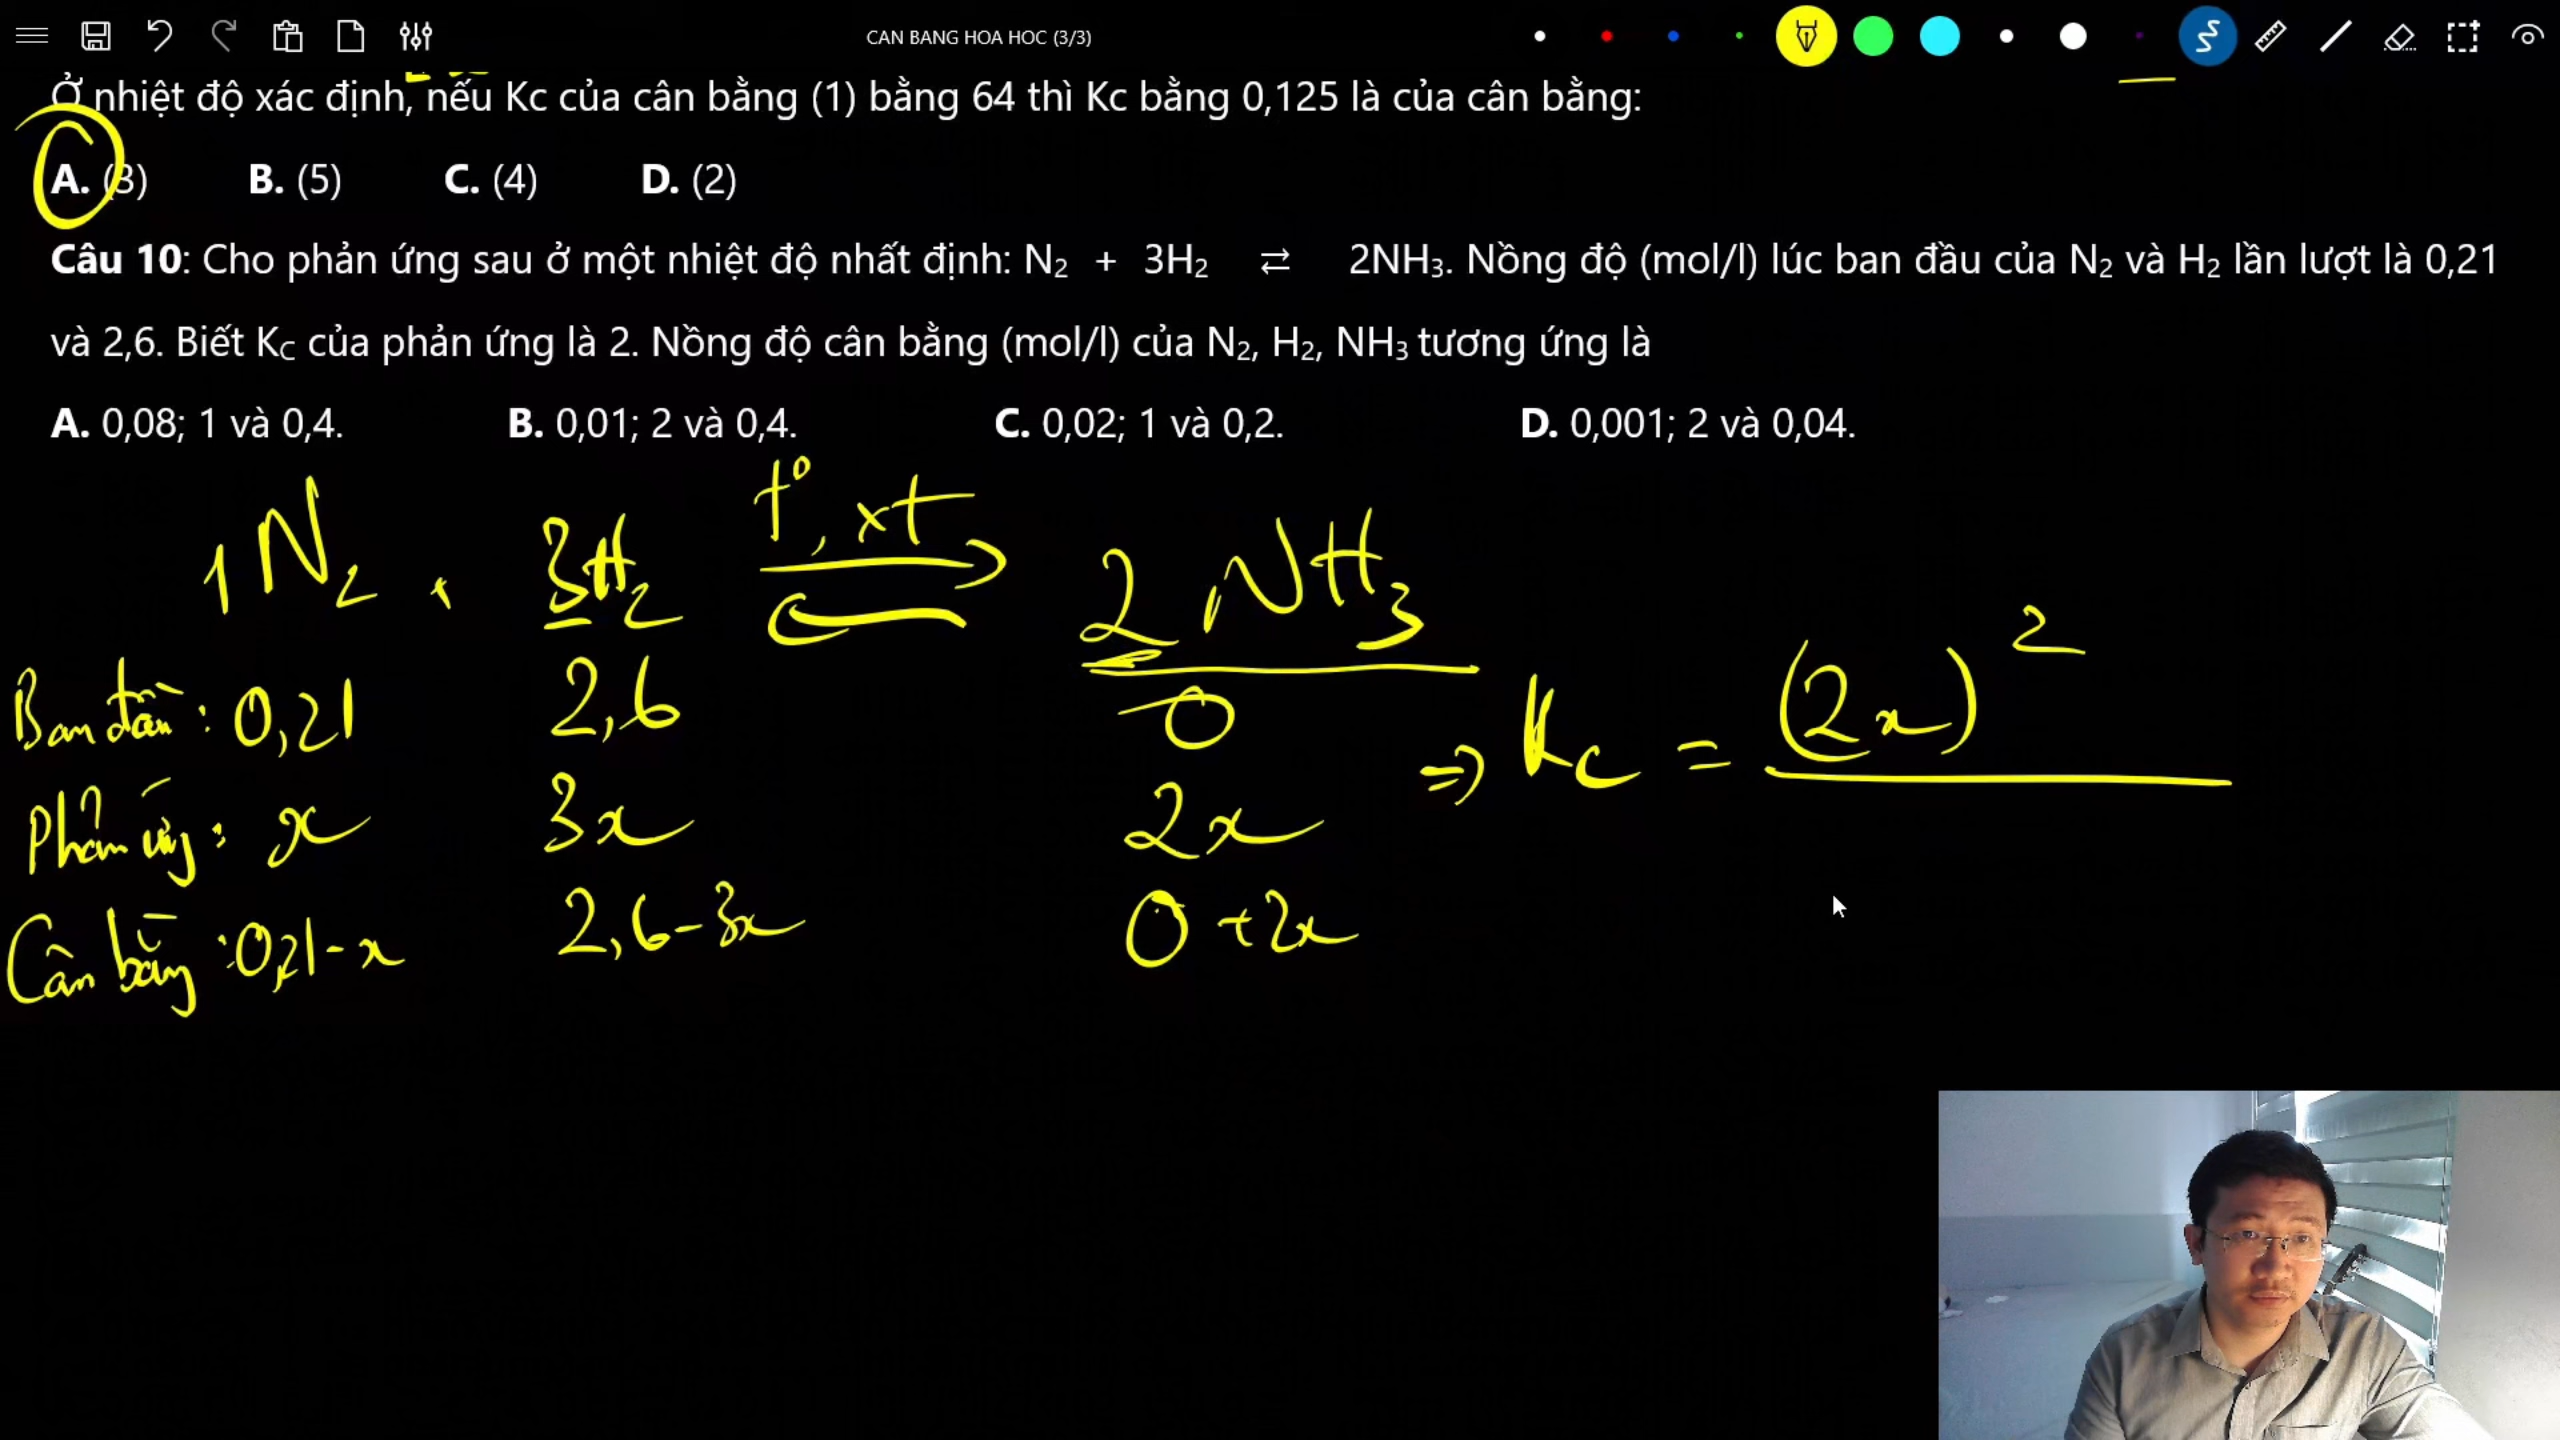 CAN BANG HOA HOC (3/3)
Ở nhiệt độ xác định, nếu Kc của cân bằng (1) bằng 64 thì Kc bằng 0,125 là của cân bằng:
A. (3) B. (5) C. (4) D. (2)
Câu 10: Cho phản ứng sau ở một nhiệt độ nhất định: N₂ + 3H₂ ⇄ 2NH₃. Nồng độ (mol/l) lúc ban đầu của N₂ và H₂ lần lượt là 0,21
và 2,6. Biết K_C của phản ứng là 2. Nồng độ cân bằng (mol/l) của N₂, H₂, NH₃ tương ứng là
A. 0,08; 1 và 0,4. B. 0,01; 2 và 0,4. C. 0,02; 1 và 0,2. D. 0,001; 2 và 0,04.
t⁰, xt
1N₂ + 3H₂ ⇄ 2NH₃
Ban đầu: 0,21 2,6 0
Phản ứng: x 3x 2x
Cân bằng: 0,21-x 2,6-3x 0+2x
⇒ Kc = (2x)²